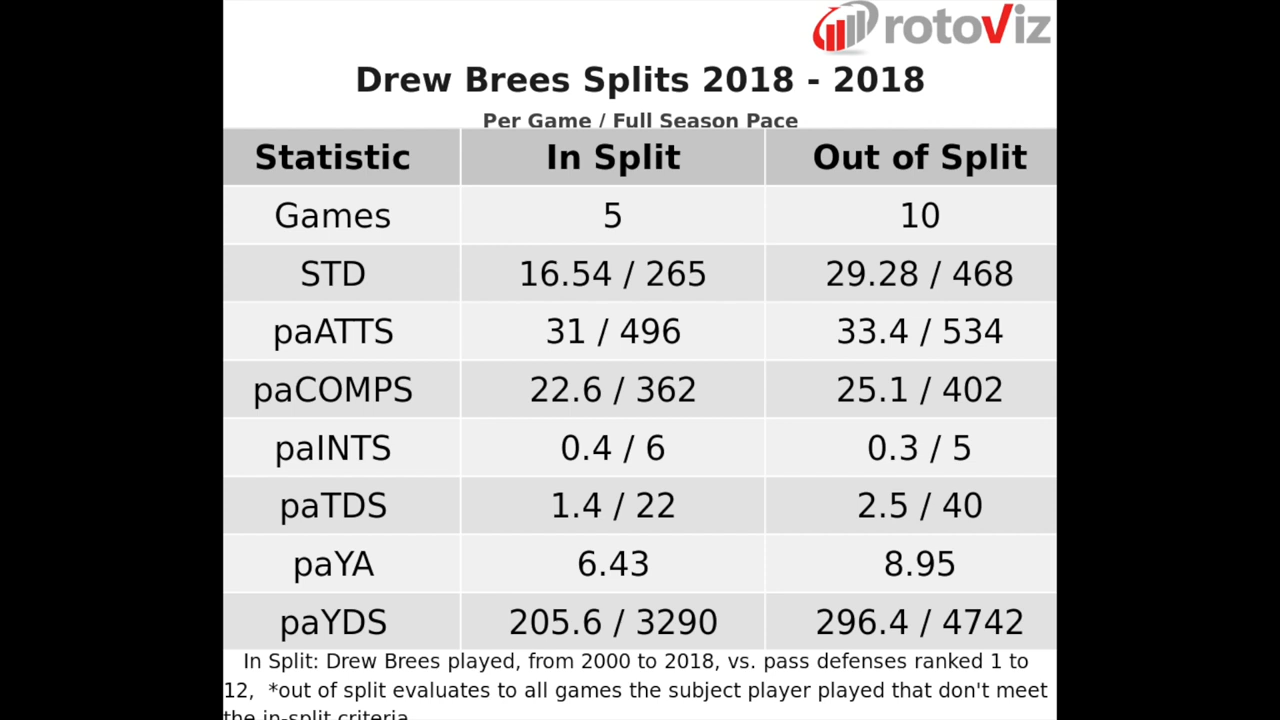 rotoviz
Drew Brees Splits 2018 - 2018
Per Game / Full Season Pace
Statistic In Split Out of Split
Games 5 10
STD 16.54 / 265 29.28 / 468
paATTS 31 / 496 33.4 / 534
paCOMPS 22.6 / 362 25.1 / 402
paINTS 0.4 / 6 0.3 / 5
paTDS 1.4 / 22 2.5 / 40
paYA 6.43 8.95
paYDS 205.6 / 3290 296.4 / 4742
In Split: Drew Brees played, from 2000 to 2018, vs. pass defenses ranked 1 to
12, *out of split evaluates to all games the subject player played that don't meet
the in-split criteria